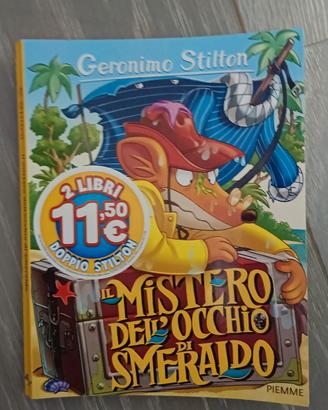 Geronimo Stilton
2 LIBRI
11,50 €
DOPPIO STILTON
IL MISTERO
DELL'OCCHIO
DI
SMERALDO
PIEMME